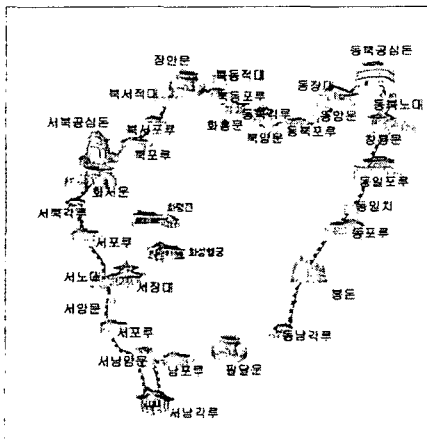 장안문
북동적대
동북공심돈
북서적대
북동포루
동장대
동북각루
동북노대
서북공심돈
북서포루
화홍문
동암문
북암문
동북포루
창룡문
북포루
화서문
동일포루
서북각루
화령전
동일치
서포루
화성행궁
동포루
서노대
서장대
봉돈
서암문
서포루
동남각루
서남암문
남포루
팔달문
서남각루